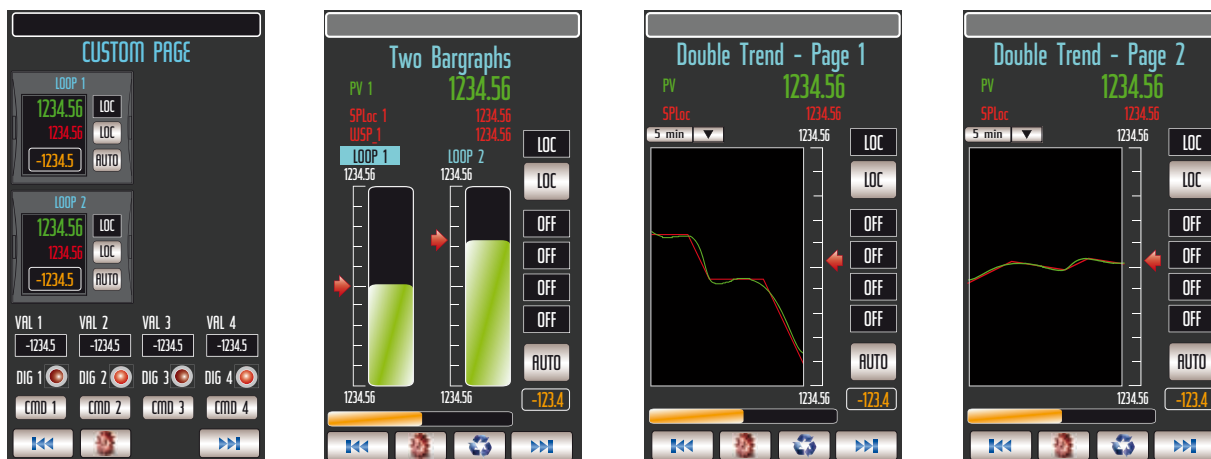 CUSTOM PAGE
LOOP 1
1234.56 LOC
1234.56 LOC
-1234.5 AUTO
LOOP 2
1234.56 LOC
1234.56 LOC
-1234.5 AUTO
VAL 1 VAL 2 VAL 3 VAL 4
-1234.5 -1234.5 -1234.5 -1234.5
DIG 1 DIG 2 DIG 3 DIG 4
CMD 1 CMD 2 CMD 3 CMD 4
Two Bargraphs
PV 1 1234.56
SPLoc 1 1234.56
WSP_1 1234.56
LOC
LOOP 1 LOOP 2
1234.56 1234.56
LOC
OFF
OFF
OFF
OFF
AUTO
1234.56 1234.56 -123.4
Double Trend - Page 1
PV 1234.56
SPLoc 1234.56
5 min ▼ 1234.56 LOC
LOC
OFF
OFF
OFF
OFF
AUTO
1234.56 -123.4
Double Trend - Page 2
PV 1234.56
SPLoc 1234.56
5 min ▼ 1234.56 LOC
LOC
OFF
OFF
OFF
OFF
AUTO
1234.56 -123.4